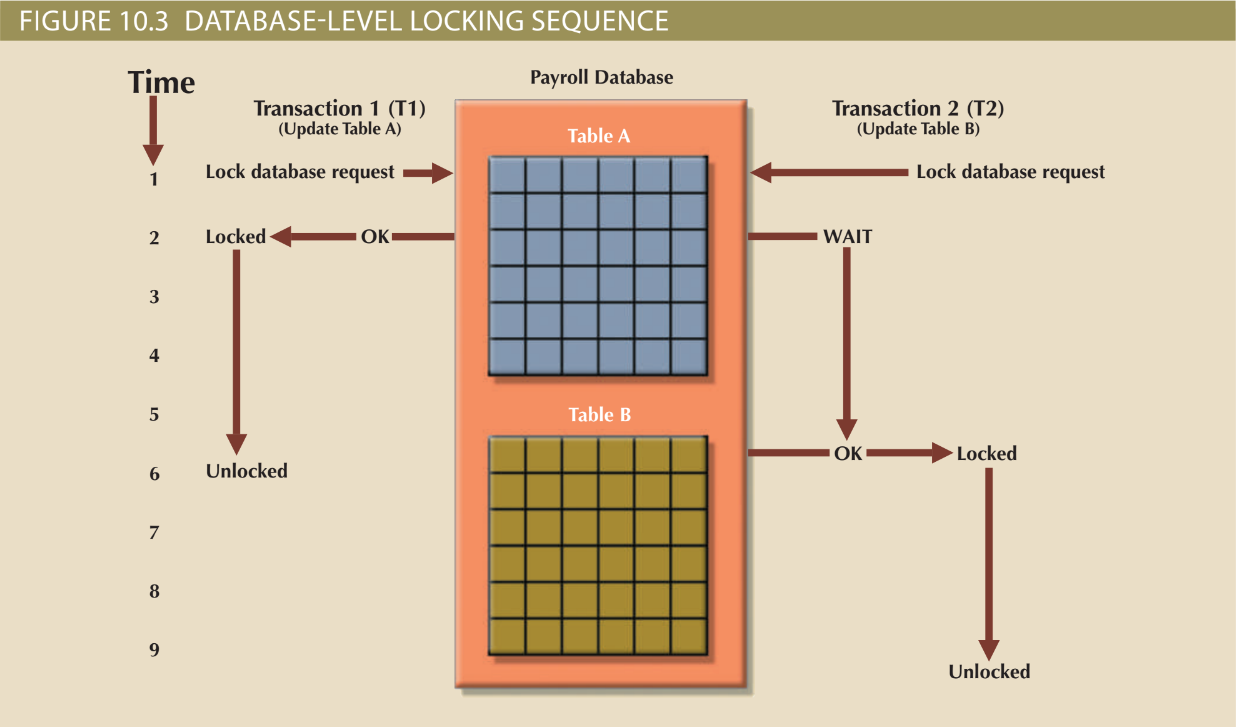 FIGURE 10.3 DATABASE-LEVEL LOCKING SEQUENCE
Time
Payroll Database
Transaction 1 (T1)
(Update Table A)
Transaction 2 (T2)
(Update Table B)
Table A
1
Lock database request
Lock database request
2
Locked
OK
WAIT
3
4
5
Table B
OK
Locked
6
Unlocked
7
8
9
Unlocked